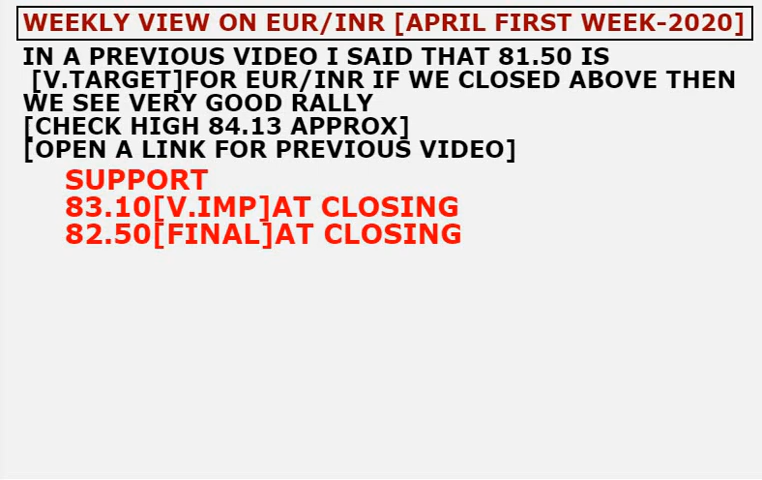 WEEKLY VIEW ON EUR/INR [APRIL FIRST WEEK-2020]
IN A PREVIOUS VIDEO I SAID THAT 81.50 IS
[V.TARGET]FOR EUR/INR IF WE CLOSED ABOVE THEN
WE SEE VERY GOOD RALLY
[CHECK HIGH 84.13 APPROX]
[OPEN A LINK FOR PREVIOUS VIDEO]
SUPPORT
83.10[V.IMP]AT CLOSING
82.50[FINAL]AT CLOSING